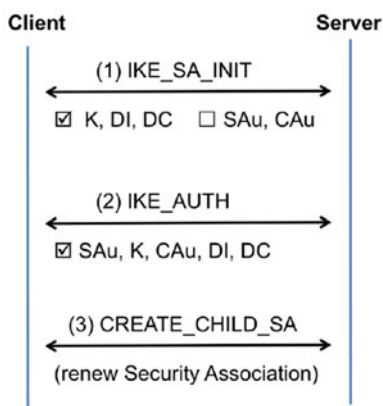 Client Server
(1) IKE_SA_INIT
☑ K, DI, DC ☐ SAu, CAu
(2) IKE_AUTH
☑ SAu, K, CAu, DI, DC
(3) CREATE_CHILD_SA
(renew Security Association)